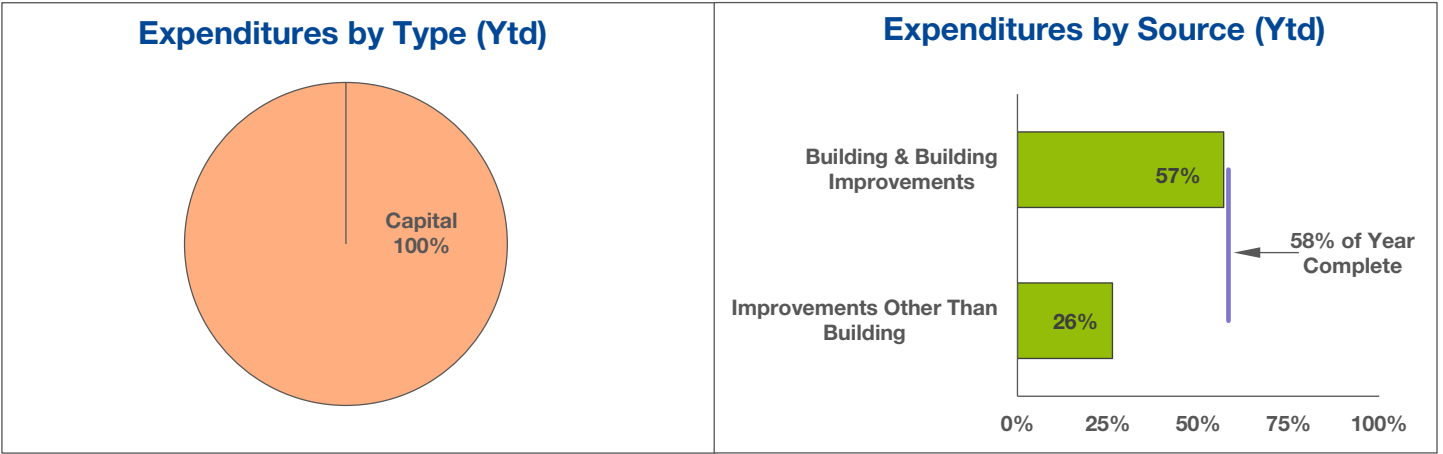 Expenditures by Type (Ytd)
Capital
100%
Expenditures by Source (Ytd)
Building & Building
Improvements
57%
58% of Year
Complete
Improvements Other Than
Building
26%
0% 25% 50% 75% 100%